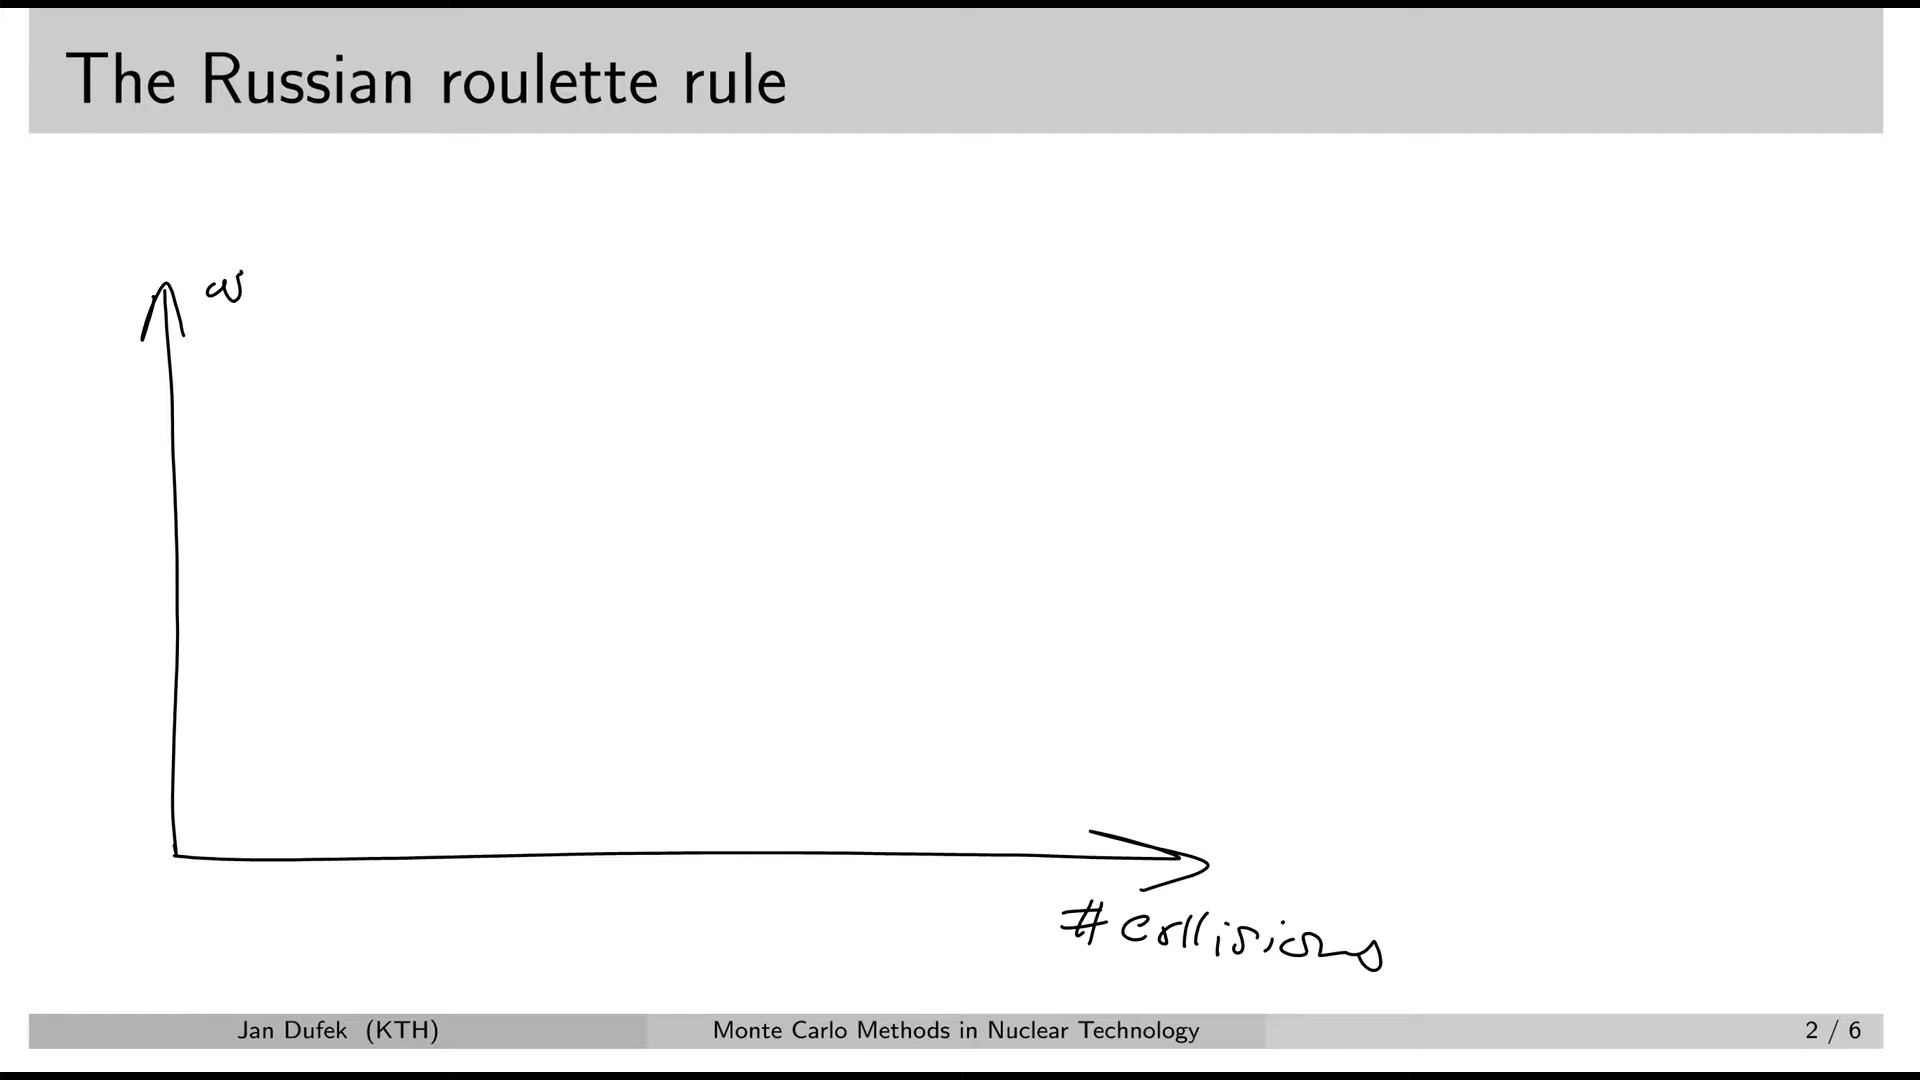 The Russian roulette rule
w
#collisions
Jan Dufek (KTH) Monte Carlo Methods in Nuclear Technology 2 / 6